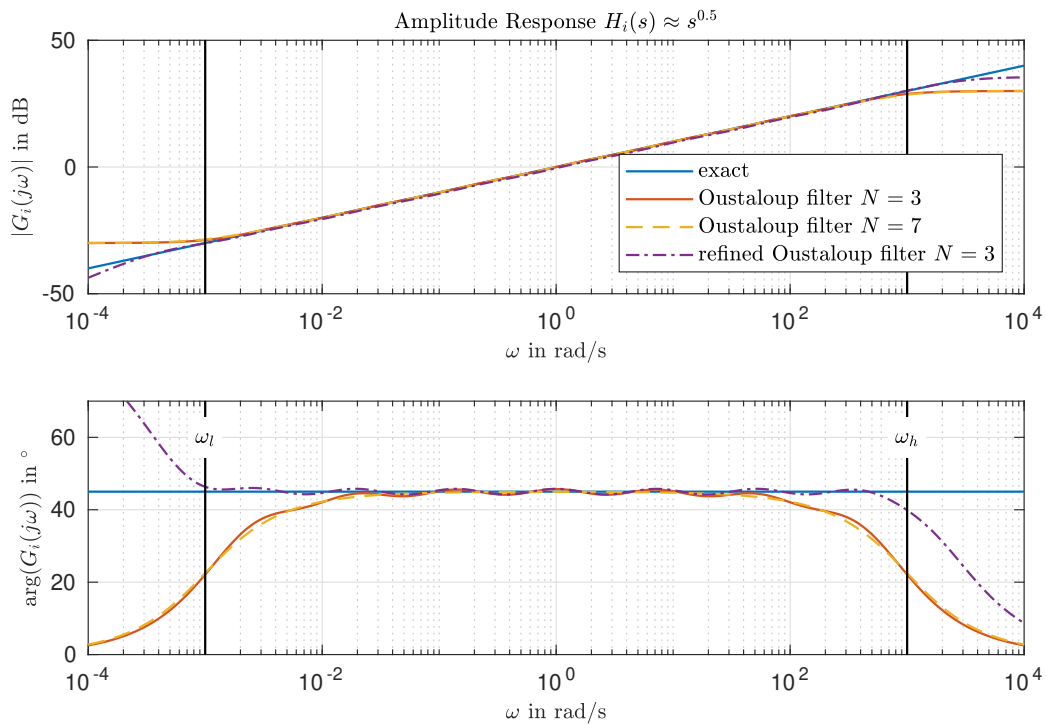 Amplitude Response $H_i(s) \approx s^{0.5}$
50
0
-50
$|G_i(j\omega)|$ in dB
exact
Oustaloup filter $N = 3$
Oustaloup filter $N = 7$
refined Oustaloup filter $N = 3$
$10^{-4}$ $10^{-2}$ $10^{0}$ $10^{2}$ $10^{4}$
$\omega$ in rad/s
60
40
20
0
$\arg(G_i(j\omega))$ in $^\circ$
$\omega_l$ $\omega_h$
$10^{-4}$ $10^{-2}$ $10^{0}$ $10^{2}$ $10^{4}$
$\omega$ in rad/s